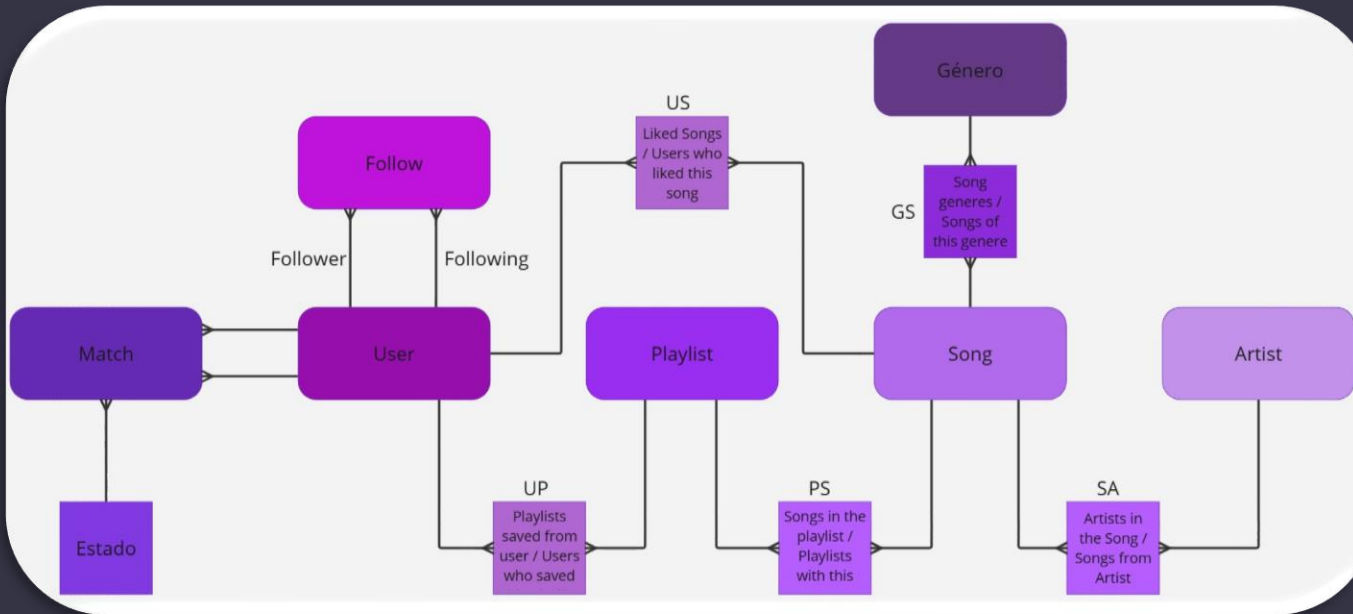 Género
US
Liked Songs
/ Users who
liked this
song
Follow
Song
generes /
Songs of
this genere
GS
Follower
Following
Match
User
Playlist
Song
Artist
UP
Playlists
saved from
user / Users
who saved
PS
Songs in the
playlist /
Playlists
with this
SA
Artists in
the Song /
Songs from
Artist
Estado